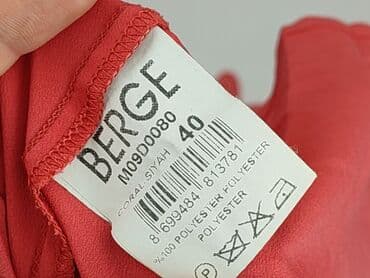 BERGE
M09D0080
40
CORAL.SIYAH
8 699484 813781
%100 POLYESTER POLYESTER
POLYESTER
P